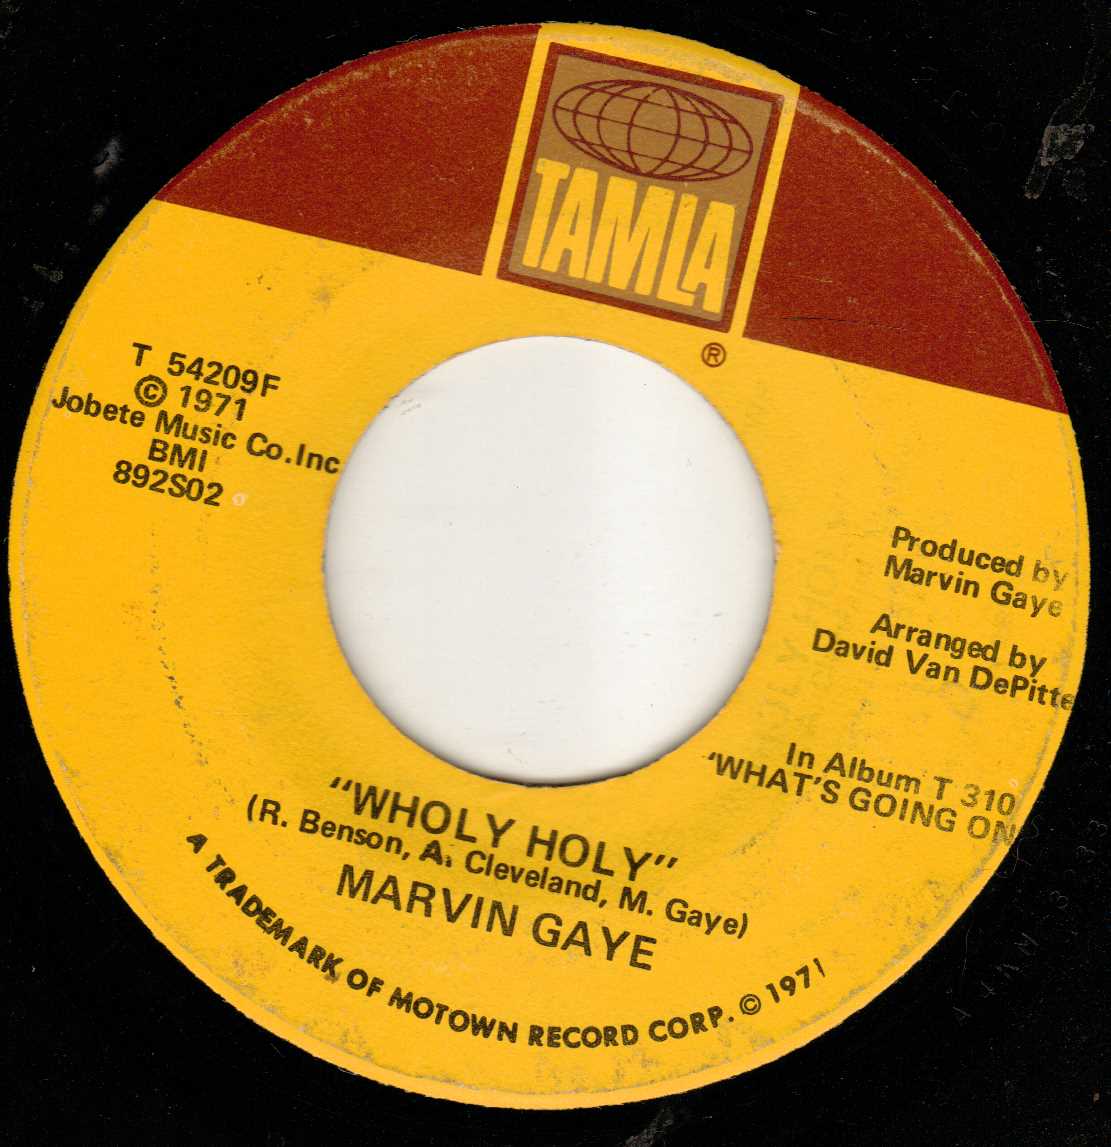 TAMLA
®
T 54209F
© 1971
Jobete Music Co.Inc
BMI
892S02
Produced by
Marvin Gaye
Arranged by
David Van DePitte
In Album T 310
'WHAT'S GOING ON
"WHOLY HOLY"
(R. Benson, A. Cleveland, M. Gaye)
MARVIN GAYE
A TRADEMARK OF MOTOWN RECORD CORP. © 1971